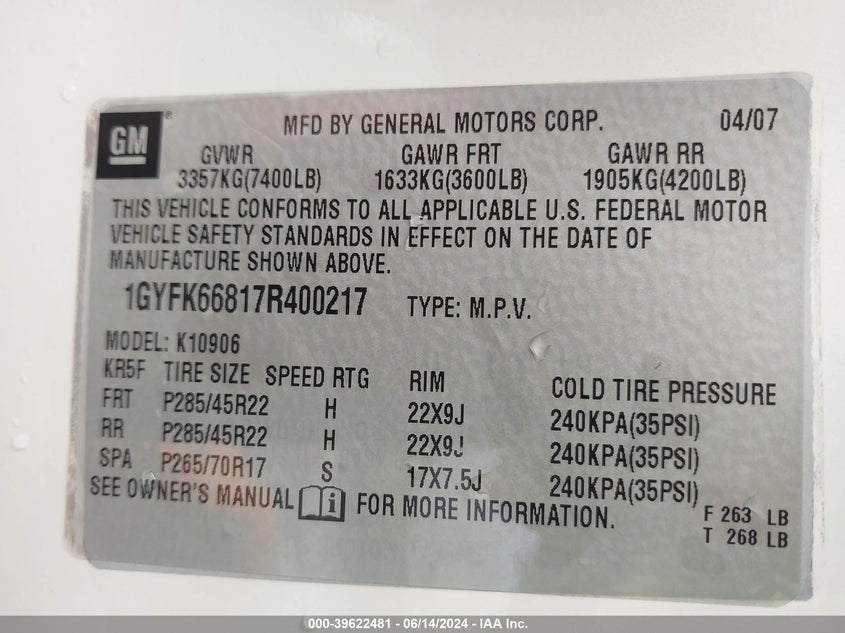 GM®
MFD BY GENERAL MOTORS CORP. 04/07
GVWR GAWR FRT GAWR RR
3357KG(7400LB) 1633KG(3600LB) 1905KG(4200LB)
THIS VEHICLE CONFORMS TO ALL APPLICABLE U.S. FEDERAL MOTOR
VEHICLE SAFETY STANDARDS IN EFFECT ON THE DATE OF
MANUFACTURE SHOWN ABOVE.
1GYFK66817R400217 TYPE: M.P.V.
MODEL: K10906
KR5F TIRE SIZE SPEED RTG RIM COLD TIRE PRESSURE
FRT P285/45R22 H 22X9J 240KPA(35PSI)
RR P285/45R22 H 22X9J 240KPA(35PSI)
SPA P265/70R17 S 17X7.5J 240KPA(35PSI)
SEE OWNER'S MANUAL i FOR MORE INFORMATION.
F 263 LB
T 268 LB
000-39622481 - 06/14/2024 - IAA Inc.